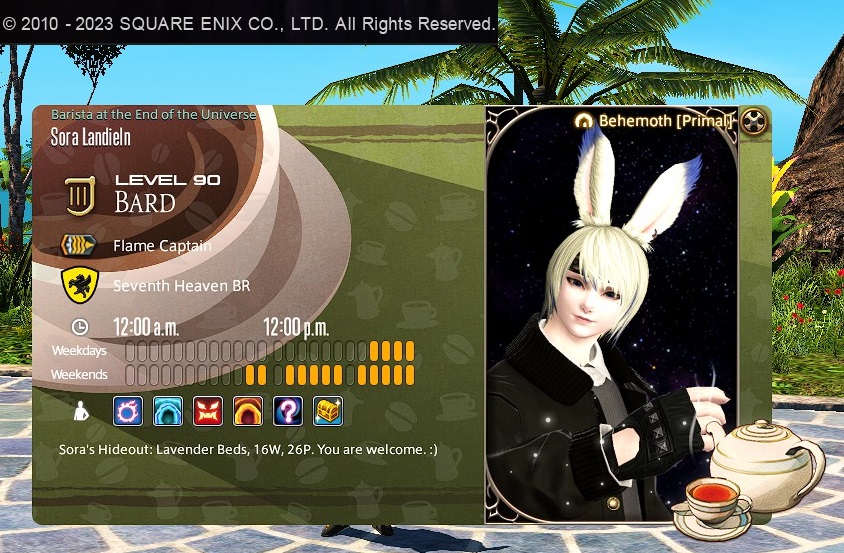 © 2010 - 2023 SQUARE ENIX CO., LTD. All Rights Reserved.
Barista at the End of the Universe
Sora Landieln
Behemoth [Primal]
LEVEL 90
BARD
Flame Captain
Seventh Heaven BR
12:00 a.m. 12:00 p.m.
Weekdays
Weekends
Sora's Hideout: Lavender Beds, 16W, 26P. You are welcome. :)